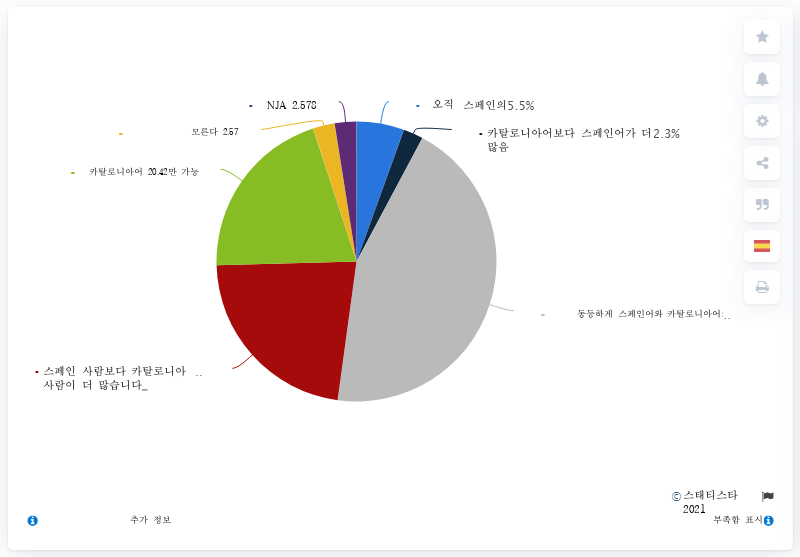 NJA 2.578
오직 스페인의5.5%
모른다 2.57
카탈로니아어보다 스페인어가 더2.3%
많음
카탈로니아어 20.42만 가능
동등하게 스페인어와 카탈로니아어:..
스페인 사람보다 카탈로니아 ..
사람이 더 많습니다_
©스태티스타
2021
추가 정보
부족함 표시